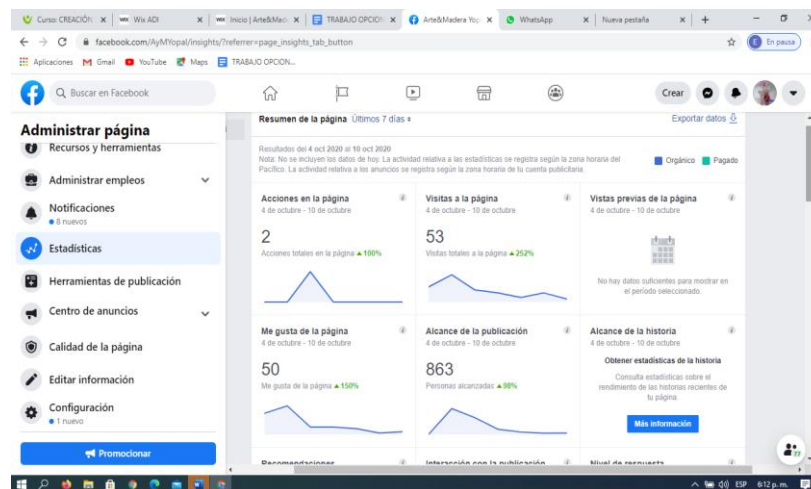 Curso: CREACIÓN
Wix ADI
Inicio | Arte&Made
TRABAJO OPCION
Arte&Madera Yop
WhatsApp
Nueva pestaña
facebook.com/AyMYopal/insights/?referrer=page_insights_tab_button
En pausa
Aplicaciones
Gmail
YouTube
Maps
TRABAJO OPCION...
Buscar en Facebook
Crear
Administrar página
Recursos y herramientas
Administrar empleos
Notificaciones
8 nuevos
Estadísticas
Herramientas de publicación
Centro de anuncios
Calidad de la página
Editar información
Configuración
1 nuevo
Promocionar
Resumen de la página Últimos 7 días
Exportar datos
Resultados del 4 oct 2020 al 10 oct 2020
Nota: No se incluyen los datos de hoy. La actividad relativa a las estadísticas se registra según la zona horaria del
Pacífico. La actividad relativa a los anuncios se registra según la zona horaria de tu cuenta publicitaria.
Orgánico
Pagado
Acciones en la página
4 de octubre - 10 de octubre
2
Acciones totales en la página ▲100%
Visitas a la página
4 de octubre - 10 de octubre
53
Visitas totales a la página ▲252%
Vistas previas de la página
4 de octubre - 10 de octubre
No hay datos suficientes para mostrar en
el período seleccionado.
Me gusta de la página
4 de octubre - 10 de octubre
50
Me gusta de la página ▲150%
Alcance de la publicación
4 de octubre - 10 de octubre
863
Personas alcanzadas ▲98%
Alcance de la historia
4 de octubre - 10 de octubre
Obtener estadísticas de la historia
Consulta estadísticas sobre el
rendimiento de las historias recientes de
tu página.
Más información
Recomendaciones
Interacción con la publicación
Nivel de respuesta
ESP
6:12 p. m.